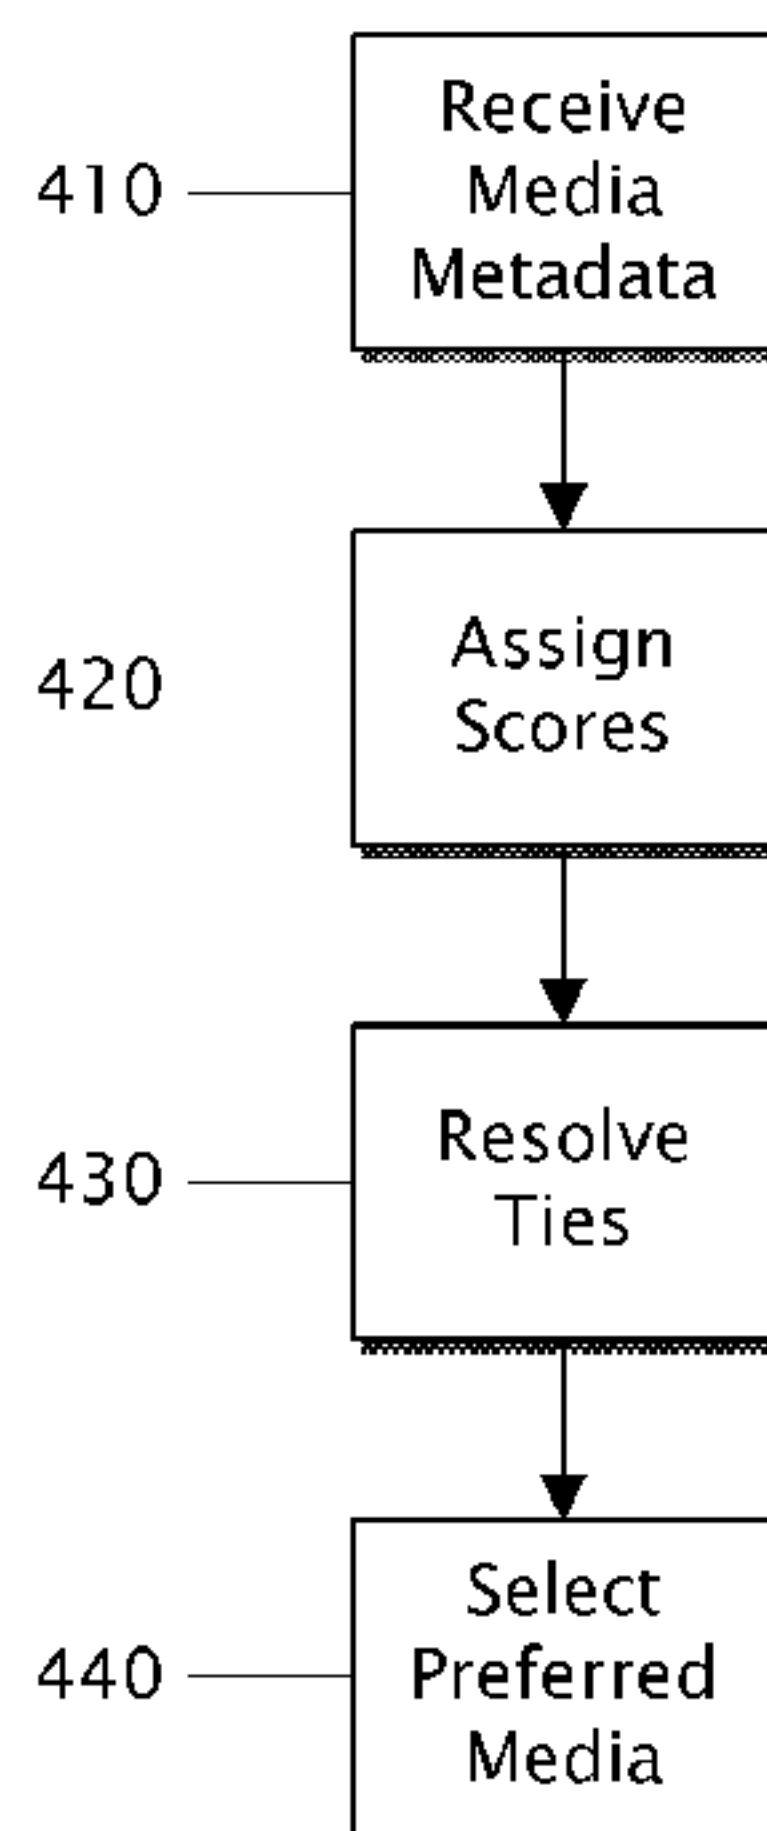 410
Receive
Media
Metadata
420
Assign
Scores
430
Resolve
Ties
440
Select
Preferred
Media